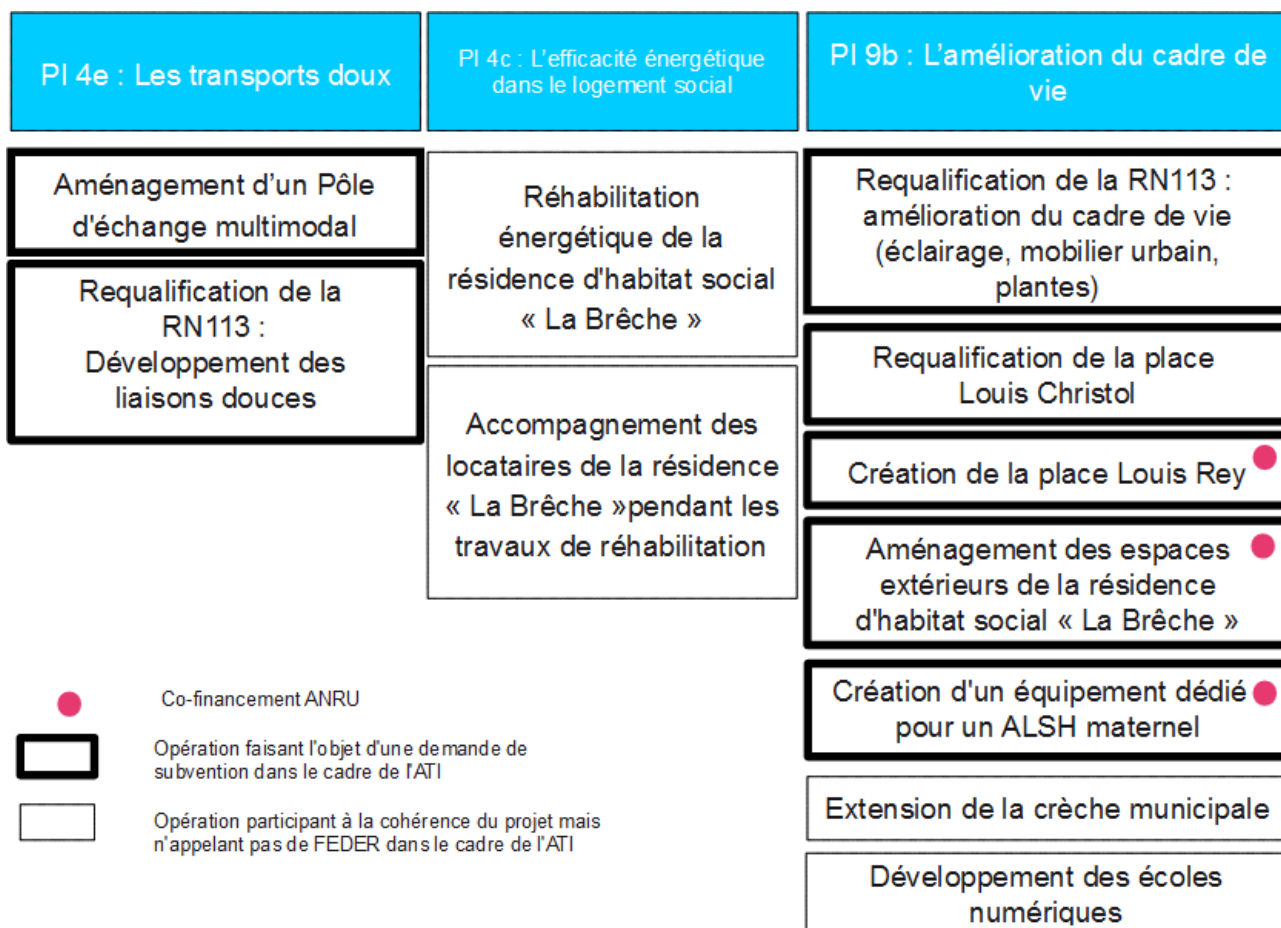 PI 4e : Les transports doux
Aménagement d'un Pôle
d'échange multimodal
Requalification de la
RN113 :
Développement des
liaisons douces
PI 4c : L'efficacité énergétique
dans le logement social
Réhabilitation
énergétique de la
résidence d'habitat social
« La Brêche »
Accompagnement des
locataires de la résidence
« La Brêche »pendant les
travaux de réhabilitation
PI 9b : L'amélioration du cadre de
vie
Requalification de la RN113 :
amélioration du cadre de vie
(éclairage, mobilier urbain,
plantes)
Requalification de la place
Louis Christol
Création de la place Louis Rey
Aménagement des espaces
extérieurs de la résidence
d'habitat social « La Brêche »
Création d'un équipement dédié
pour un ALSH maternel
Extension de la crèche municipale
Développement des écoles
numériques
Co-financement ANRU
Opération faisant l'objet d'une demande de
subvention dans le cadre de l'ATI
Opération participant à la cohérence du projet mais
n'appelant pas de FEDER dans le cadre de l'ATI